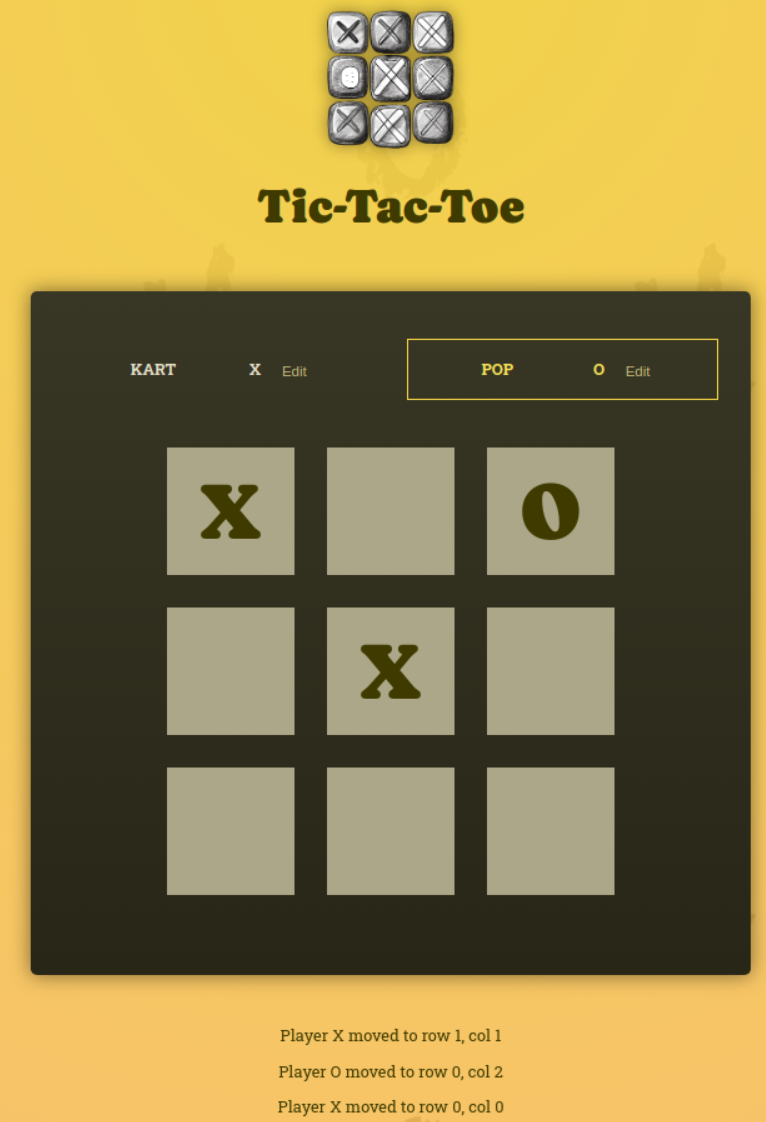 Tic-Tac-Toe
KART X Edit POP O Edit
X O
X
Player X moved to row 1, col 1
Player O moved to row 0, col 2
Player X moved to row 0, col 0